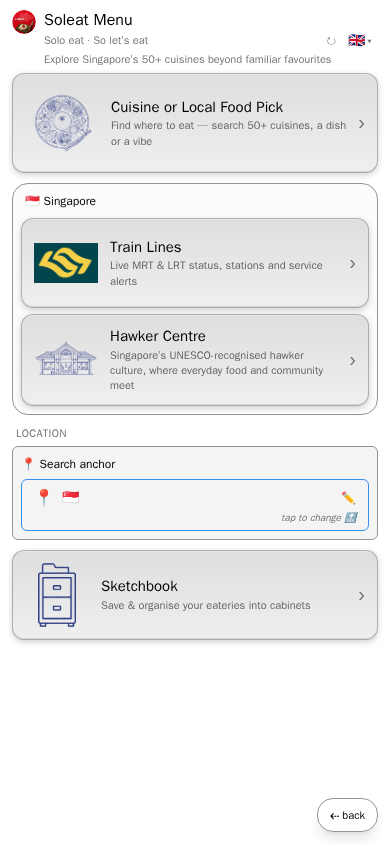 Soleat Menu
Solo eat · So let's eat
Explore Singapore's 50+ cuisines beyond familiar favourites
Cuisine or Local Food Pick
Find where to eat — search 50+ cuisines, a dish
or a vibe
Singapore
Train Lines
Live MRT & LRT status, stations and service
alerts
Hawker Centre
Singapore's UNESCO-recognised hawker
culture, where everyday food and community
meet
LOCATION
Search anchor
tap to change
Sketchbook
Save & organise your eateries into cabinets
← back